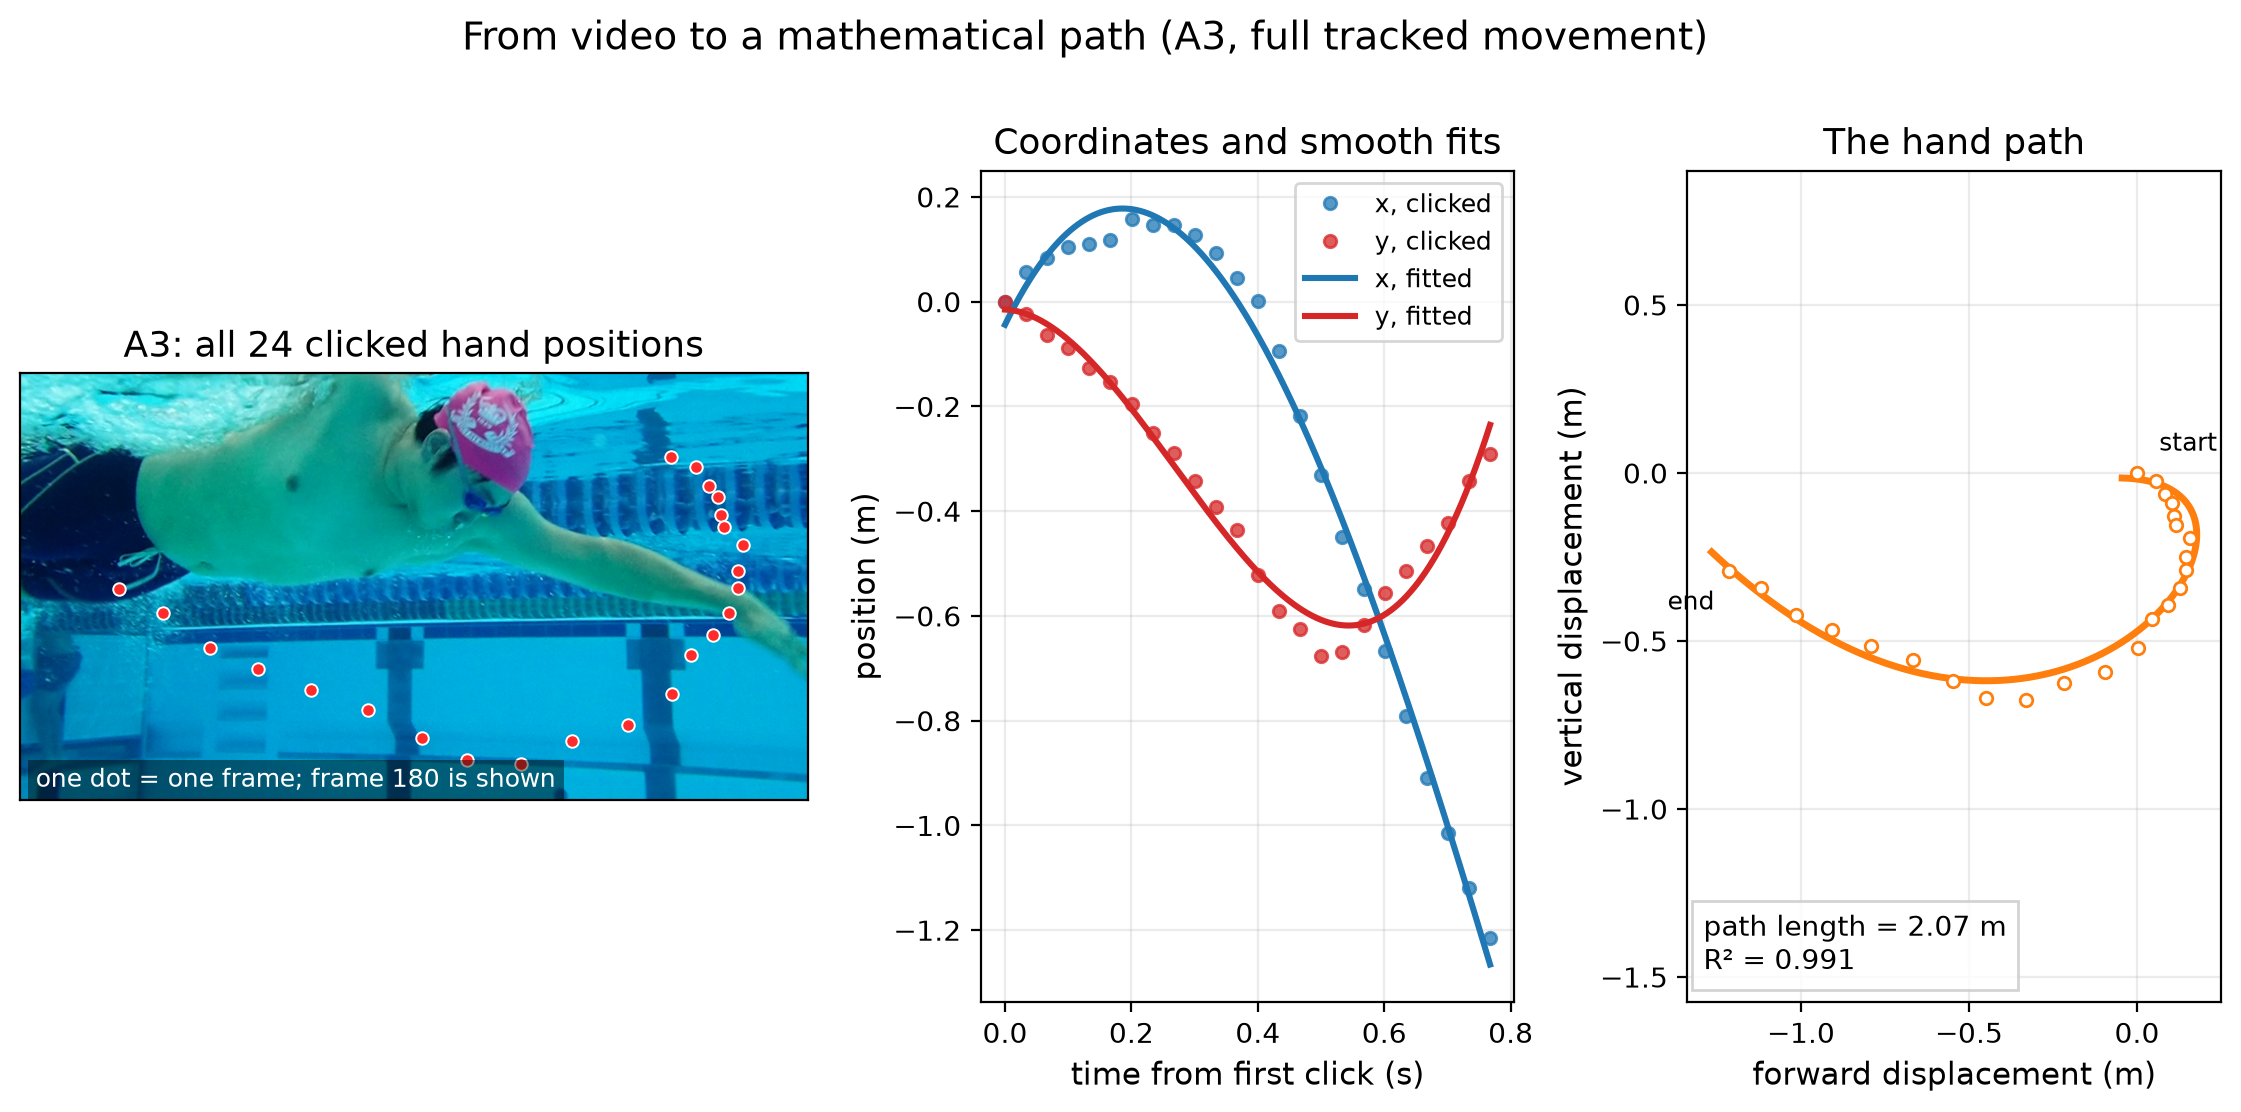 From video to a mathematical path (A3, full tracked movement)
A3: all 24 clicked hand positions
one dot = one frame; frame 180 is shown
Coordinates and smooth fits
x, clicked
y, clicked
x, fitted
y, fitted
position (m)
0.2
0.0
−0.2
−0.4
−0.6
−0.8
−1.0
−1.2
0.0
0.2
0.4
0.6
0.8
time from first click (s)
The hand path
start
end
vertical displacement (m)
0.5
0.0
−0.5
−1.0
−1.5
path length = 2.07 m
R² = 0.991
−1.0
−0.5
0.0
forward displacement (m)